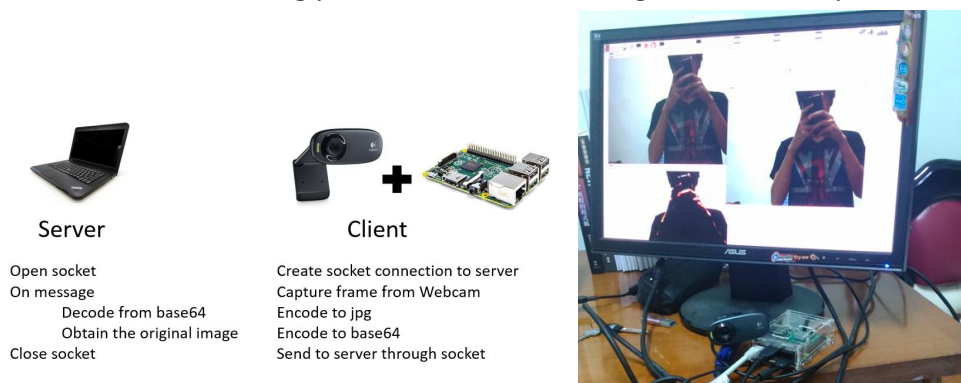 Server
Open socket
On message
Decode from base64
Obtain the original image
Close socket
Client
Create socket connection to server
Capture frame from Webcam
Encode to jpg
Encode to base64
Send to server through socket
ASUS